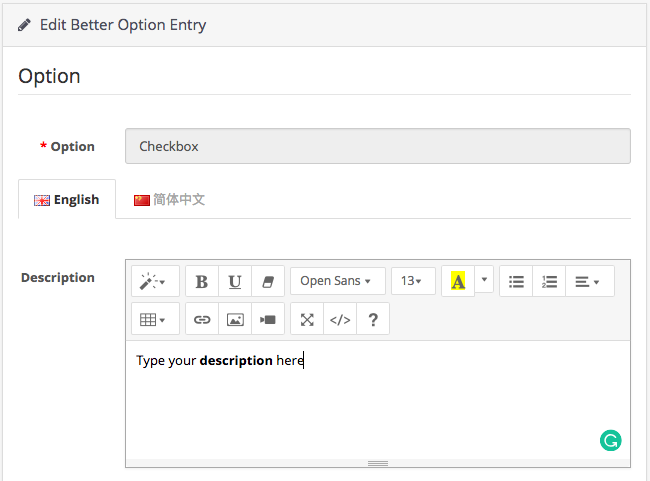 Edit Better Option Entry
Option
* Option Checkbox
English 简体中文
Description
B U Open Sans 13 A
</> ?
Type your description here